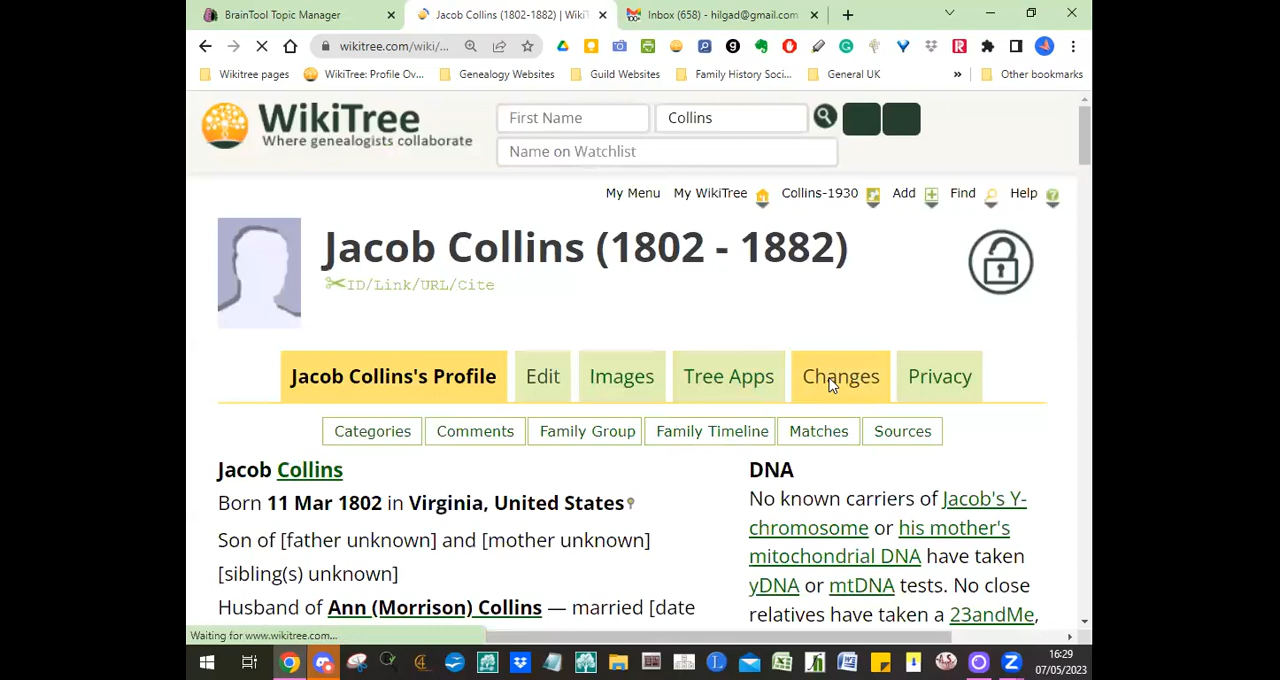 BrainTool Topic Manager
Jacob Collins (1802-1882) | WikiT
Inbox (658) - hilgad@gmail.com
wikitree.com/wiki/...
Wikitree pages
WikiTree: Profile Ov...
Genealogy Websites
Guild Websites
Family History Soci...
General UK
»
Other bookmarks
WikiTree
Where genealogists collaborate
First Name
Collins
Name on Watchlist
My Menu
My WikiTree
Collins-1930
Add
Find
Help
Jacob Collins (1802 - 1882)
ID/Link/URL/Cite
Jacob Collins's Profile
Edit
Images
Tree Apps
Changes
Privacy
Categories
Comments
Family Group
Family Timeline
Matches
Sources
Jacob Collins
Born 11 Mar 1802 in Virginia, United States
Son of [father unknown] and [mother unknown]
[sibling(s) unknown]
Husband of Ann (Morrison) Collins — married [date
DNA
No known carriers of Jacob's Y-
chromosome or his mother's
mitochondrial DNA have taken
yDNA or mtDNA tests. No close
relatives have taken a 23andMe,
Waiting for www.wikitree.com...
16:29
07/05/2023